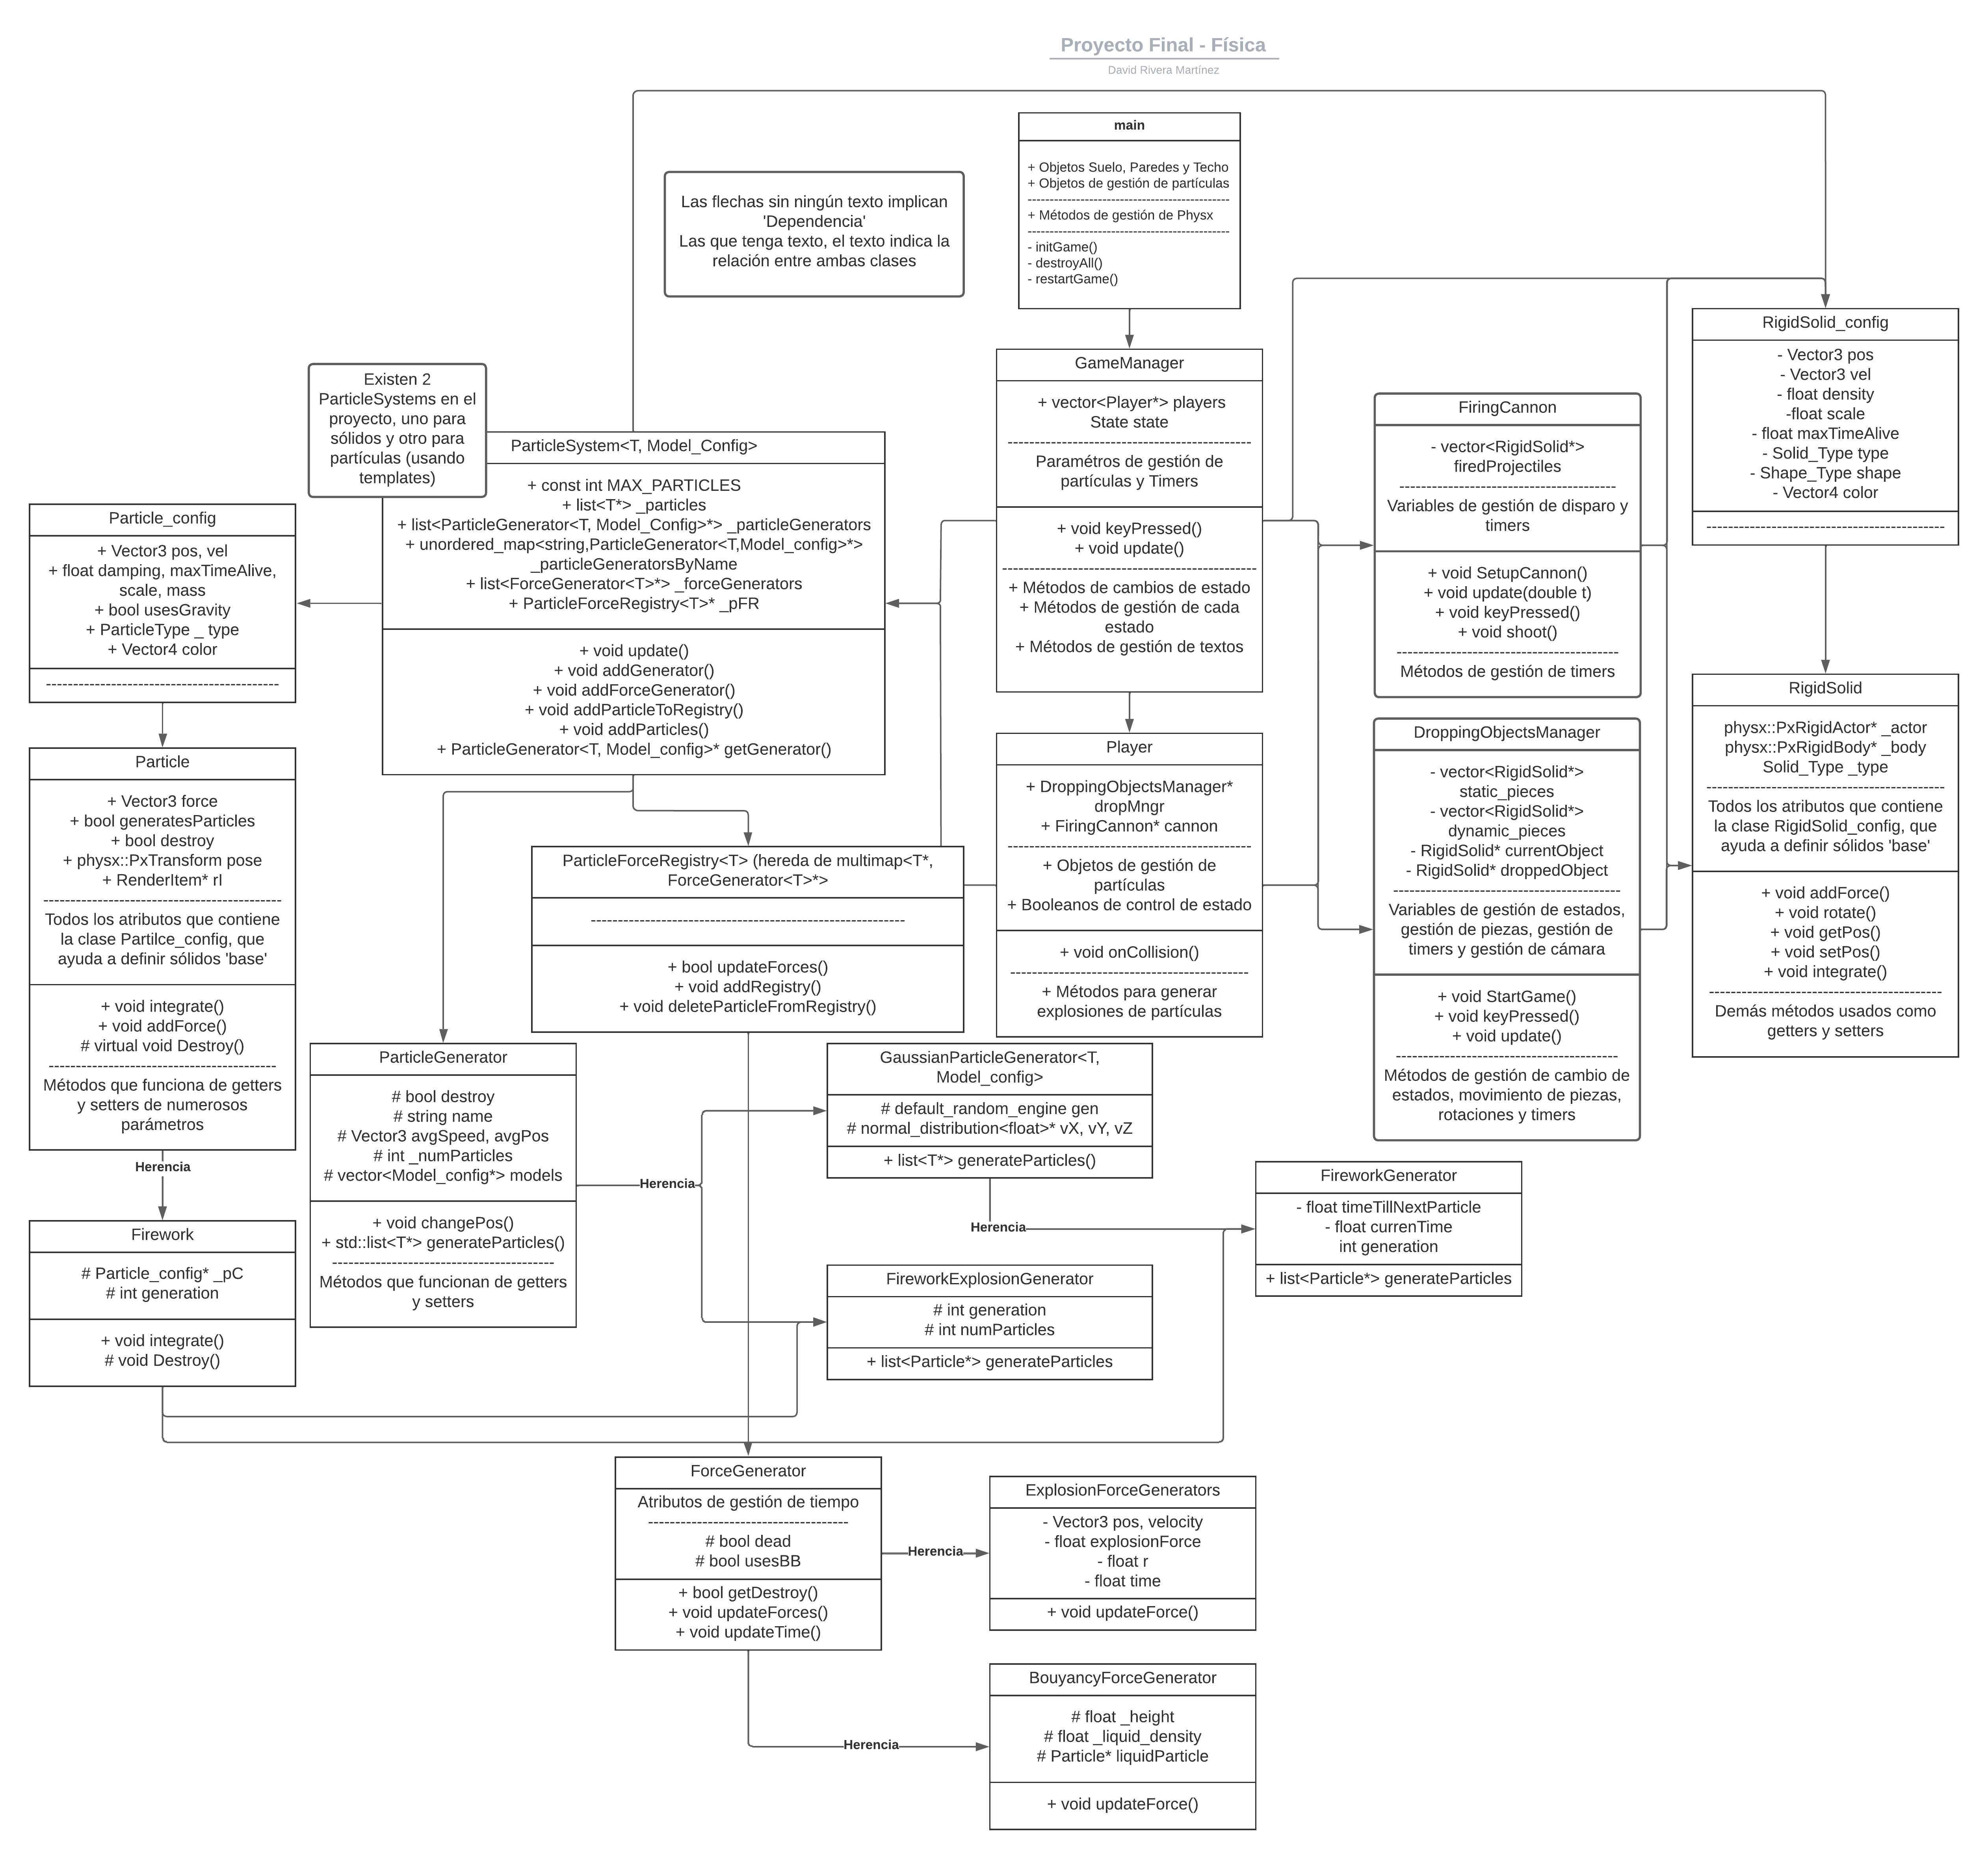 Proyecto Final - Física
David Rivera Martínez
main
+ Objetos Suelo, Paredes y Techo
+ Objetos de gestión de partículas
+ Métodos de gestión de Physx
- initGame()
- destroyAll()
- restartGame()
Las flechas sin ningún texto implican
'Dependencia'
Las que tenga texto, el texto indica la
relación entre ambas clases
Existen 2
ParticleSystems en el
proyecto, uno para
sólidos y otro para
partículas (usando
templates)
ParticleSystem<T, Model_Config>
+ const int MAX_PARTICLES
+ list<T*> _particles
+ list<ParticleGenerator<T, Model_Config>*> _particleGenerators
+ unordered_map<string,ParticleGenerator<T,Model_config>*>
_particleGeneratorsByName
+ list<ForceGenerator<T>*> _forceGenerators
+ ParticleForceRegistry<T>* _pFR
+ void update()
+ void addGenerator()
+ void addForceGenerator()
+ void addParticleToRegistry()
+ void addParticles()
+ ParticleGenerator<T, Model_config>* getGenerator()
GameManager
+ vector<Player*> players
State state
Paramétros de gestión de
partículas y Timers
+ void keyPressed()
+ void update()
+ Métodos de cambios de estado
+ Métodos de gestión de cada
estado
+ Métodos de gestión de textos
FiringCannon
- vector<RigidSolid*>
firedProjectiles
Variables de gestión de disparo y
timers
+ void SetupCannon()
+ void update(double t)
+ void keyPressed()
+ void shoot()
Métodos de gestión de timers
RigidSolid_config
- Vector3 pos
- Vector3 vel
- float density
-float scale
- float maxTimeAlive
- Solid_Type type
- Shape_Type shape
- Vector4 color
Particle_config
+ Vector3 pos, vel
+ float damping, maxTimeAlive,
scale, mass
+ bool usesGravity
+ ParticleType _ type
+ Vector4 color
Particle
+ Vector3 force
+ bool generatesParticles
+ bool destroy
+ physx::PxTransform pose
+ RenderItem* rI
Todos los atributos que contiene
la clase Partilce_config, que
ayuda a definir sólidos 'base'
+ void integrate()
+ void addForce()
# virtual void Destroy()
Métodos que funciona de getters
y setters de numerosos
parámetros
Herencia
Firework
# Particle_config* _pC
# int generation
+ void integrate()
# void Destroy()
ParticleForceRegistry<T> (hereda de multimap<T*,
ForceGenerator<T>*>
+ bool updateForces()
+ void addRegistry()
+ void deleteParticleFromRegistry()
Player
+ DroppingObjectsManager*
dropMngr
+ FiringCannon* cannon
+ Objetos de gestión de
partículas
+ Booleanos de control de estado
+ void onCollision()
+ Métodos para generar
explosiones de partículas
DroppingObjectsManager
- vector<RigidSolid*>
static_pieces
- vector<RigidSolid*>
dynamic_pieces
- RigidSolid* currentObject
- RigidSolid* droppedObject
Variables de gestión de estados,
gestión de piezas, gestión de
timers y gestión de cámara
+ void StartGame()
+ void keyPressed()
+ void update()
Métodos de gestión de cambio de
estados, movimiento de piezas,
rotaciones y timers
RigidSolid
physx::PxRigidActor* _actor
physx::PxRigidBody* _body
Solid_Type _type
Todos los atributos que contiene
la clase RigidSolid_config, que
ayuda a definir sólidos 'base'
+ void addForce()
+ void rotate()
+ void getPos()
+ void setPos()
+ void integrate()
Demás métodos usados como
getters y setters
ParticleGenerator
# bool destroy
# string name
# Vector3 avgSpeed, avgPos
# int _numParticles
# vector<Model_config*> models
+ void changePos()
+ std::list<T*> generateParticles()
Métodos que funcionan de getters
y setters
Herencia
GaussianParticleGenerator<T,
Model_config>
# default_random_engine gen
# normal_distribution<float>* vX, vY, vZ
+ list<T*> generateParticles()
Herencia
FireworkGenerator
- float timeTillNextParticle
- float currenTime
int generation
+ list<Particle*> generateParticles
FireworkExplosionGenerator
# int generation
# int numParticles
+ list<Particle*> generateParticles
ForceGenerator
Atributos de gestión de tiempo
# bool dead
# bool usesBB
+ bool getDestroy()
+ void updateForces()
+ void updateTime()
Herencia
ExplosionForceGenerators
- Vector3 pos, velocity
- float explosionForce
- float r
- float time
+ void updateForce()
Herencia
BouyancyForceGenerator
# float _height
# float _liquid_density
# Particle* liquidParticle
+ void updateForce()